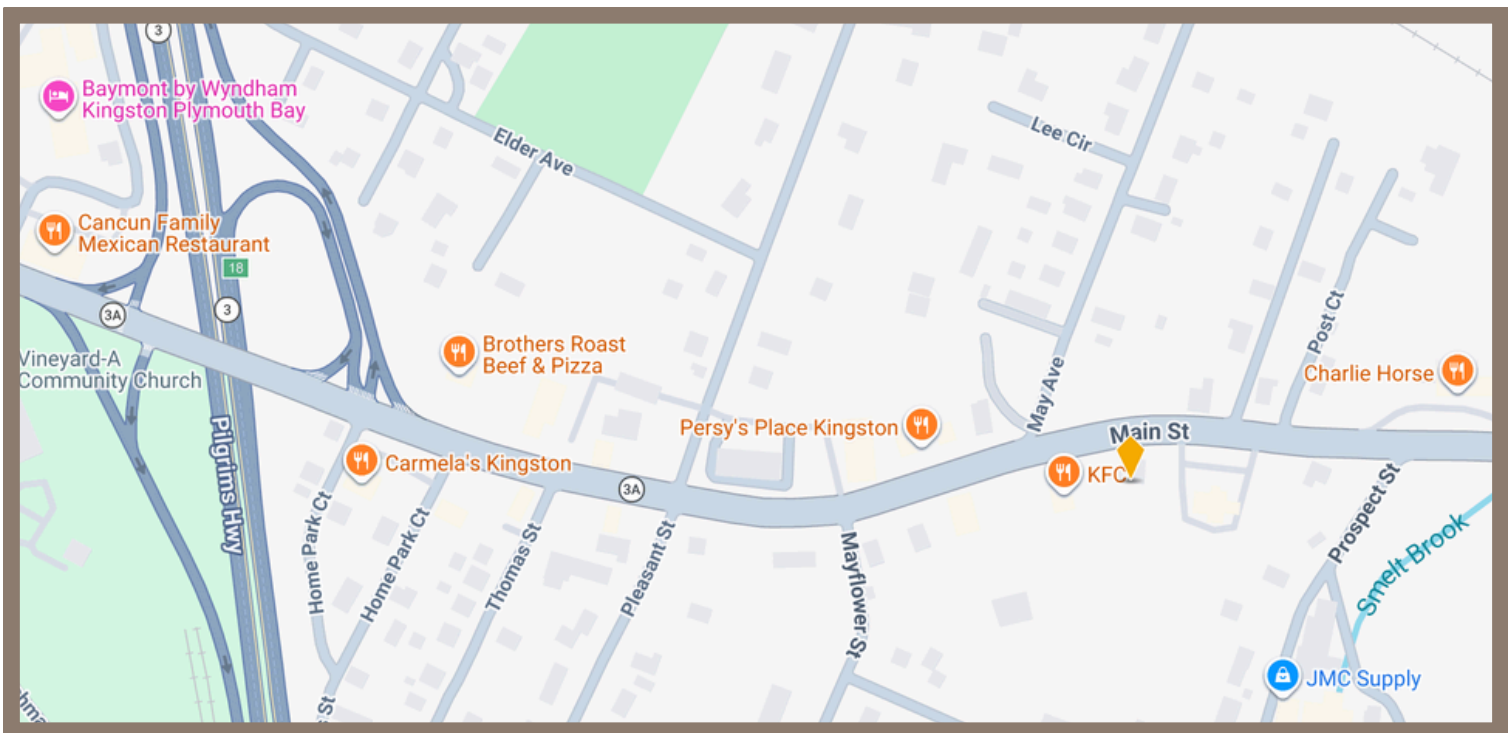 3
Baymont by Wyndham
Kingston Plymouth Bay
Elder Ave
Lee Cir
Cancun Family
Mexican Restaurant
18
3A
3
Vineyard-A
Community Church
Brothers Roast
Beef & Pizza
Post Ct
Charlie Horse
May Ave
Persy's Place Kingston
Main St
Pilgrims Hwy
Carmela's Kingston
KFC
3A
Home Park Ct
Home Park Ct
Thomas St
Pleasant St
Mayflower St
Prospect St
Smelt Brook
JMC Supply
St